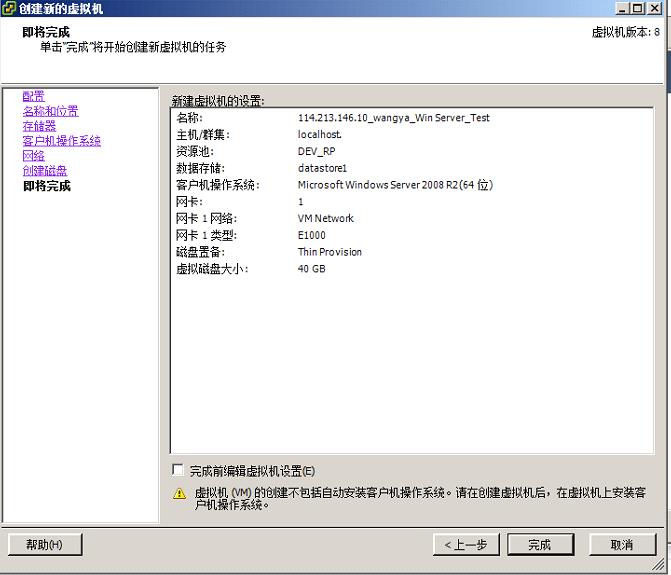 创建新的虚拟机
即将完成
单击"完成"将开始创建新虚拟机的任务
虚拟机版本: 8
配置
名称和位置
存储器
客户机操作系统
网络
创建磁盘
即将完成
新建虚拟机的设置:
名称: 114.213.146.10_wangya_Win Server_Test
主机/群集: localhost.
资源池: DEV_RP
数据存储: datastore1
客户机操作系统: Microsoft Windows Server 2008 R2 (64 位)
网卡: 1
网卡 1 网络: VM Network
网卡 1 类型: E1000
磁盘置备: Thin Provision
虚拟磁盘大小: 40 GB
完成前编辑虚拟机设置(E)
虚拟机 (VM) 的创建不包括自动安装客户机操作系统。请在创建虚拟机后，在虚拟机上安装客
户机操作系统。
帮助(H)
< 上一步
完成
取消